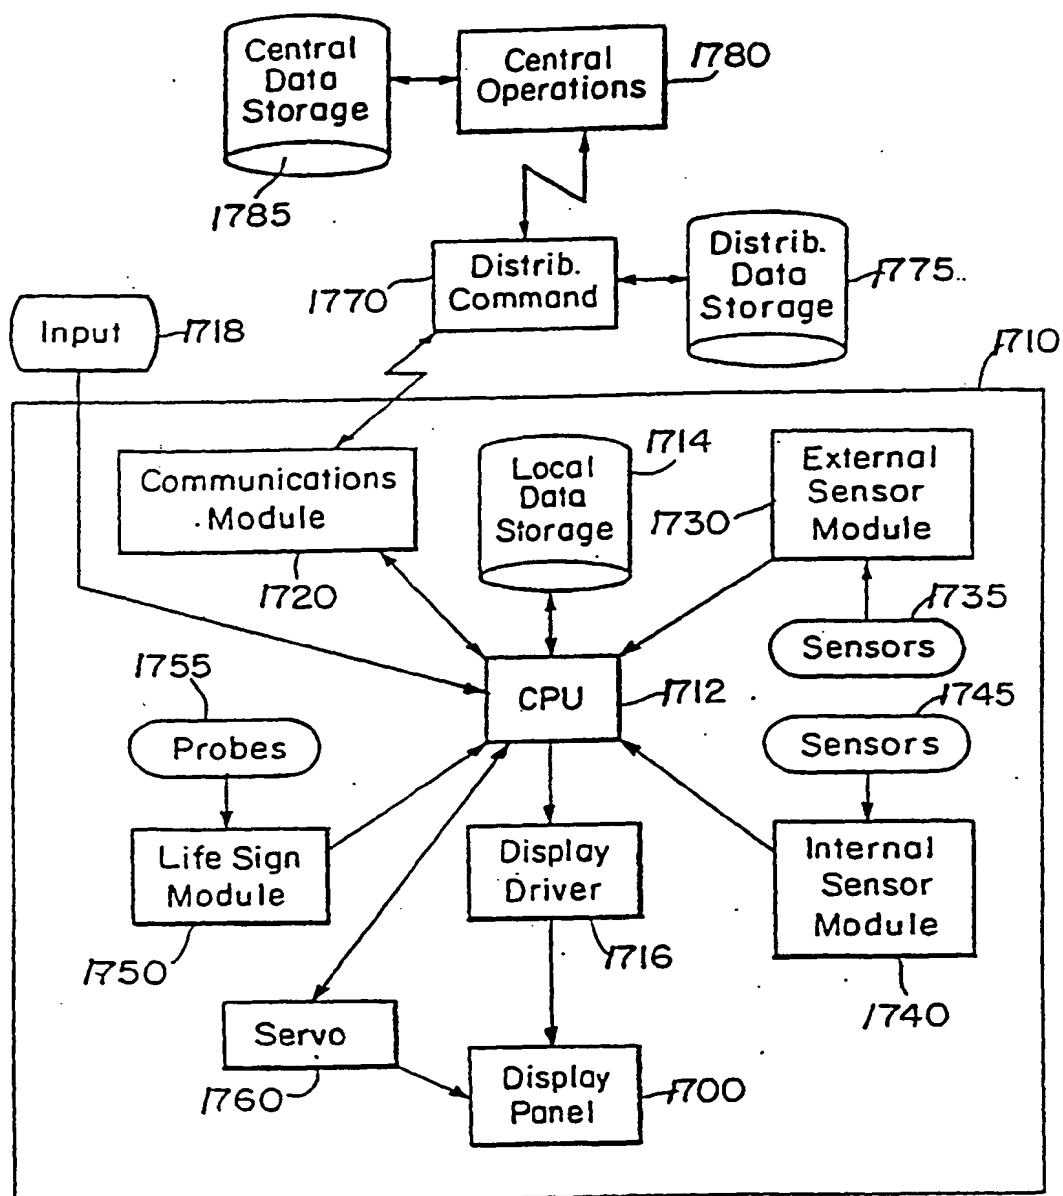 Central
Data
Storage
1785
Central
Operations
1780
Distrib.
Command
1770
Distrib.
Data
Storage
1775
Input
1718
1710
Communications
Module
1720
Local
Data
Storage
1714
External
Sensor
Module
1730
Sensors
1735
CPU
1712
Sensors
1745
Probes
1755
Life Sign
Module
1750
Display
Driver
1716
Internal
Sensor
Module
1740
Servo
1760
Display
Panel
1700